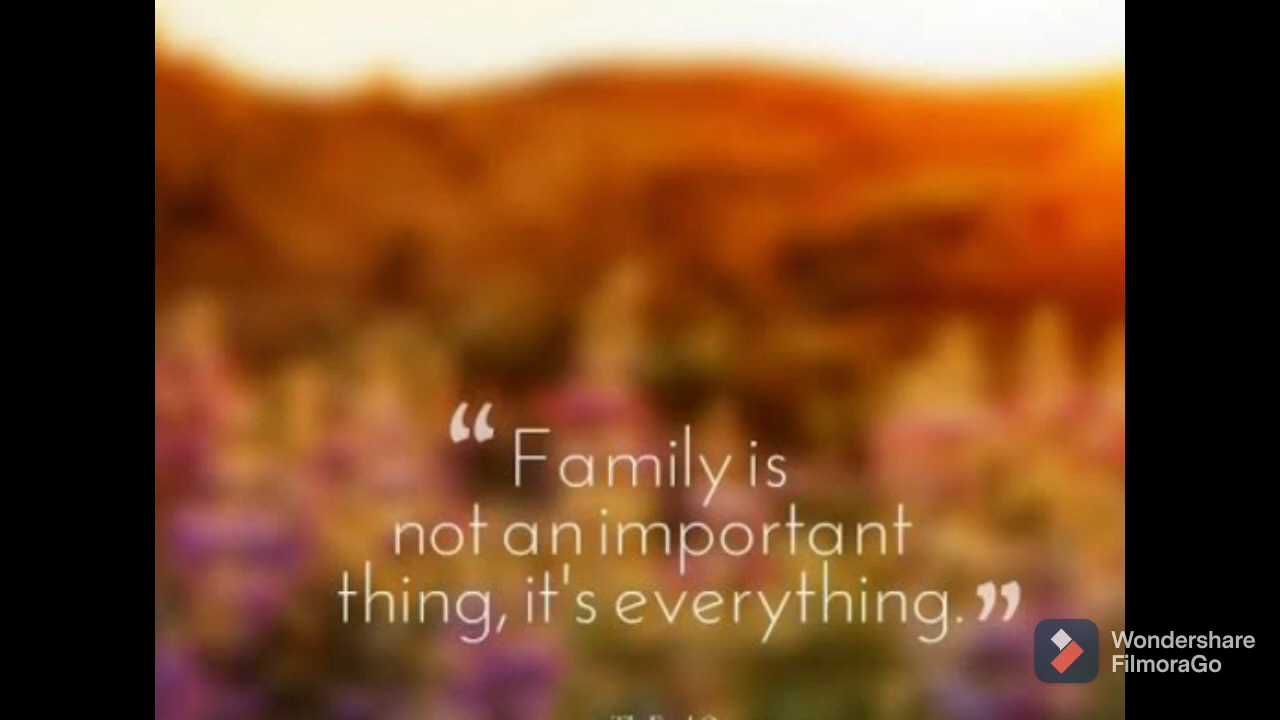 “ Family is
not an important
thing, it's everything. ”
Wondershare
FilmoraGo